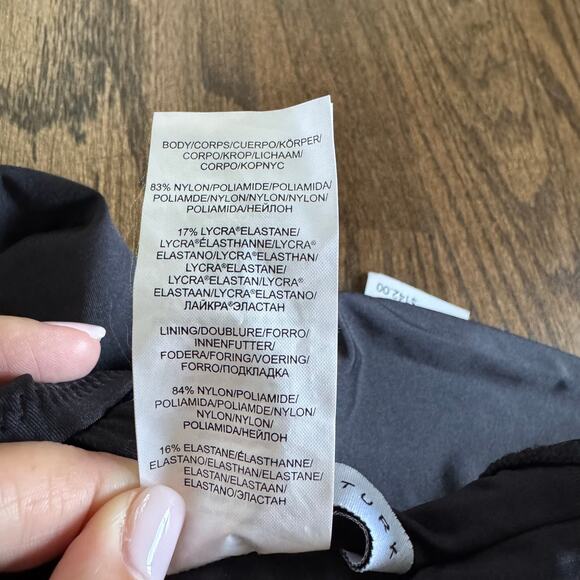 BODY/CORPS/CUERPO/KÖRPER/
CORPO/KROP/LICHAAM/
CORPO/КОРПУС
83% NYLON/POLIAMIDE/POLIAMIDA/
POLIAMDE/NYLON/NYLON/NYLON/
POLIAMIDA/НЕЙЛОН
17% LYCRA®ELASTANE/
LYCRA®ÉLASTHANNE/LYCRA®
ELASTANO/LYCRA®ELASTHAN/
LYCRA®ELASTANE/
LYCRA®ELASTAN/LYCRA®
ELASTAAN/LYCRA®ELASTANO/
ЛАЙКРА®ЭЛАСТАН
LINING/DOUBLURE/FORRO/
INNENFUTTER/
FODERA/FORING/VOERING/
FORRO/ПОДКЛАДКА
84% NYLON/POLIAMIDE/
POLIAMIDA/POLIAMDE/NYLON/
NYLON/NYLON/
POLIAMIDA/НЕЙЛОН
16% ELASTANE/ÉLASTHANNE/
ELASTANO/ELASTHAN/ELASTANE/
ELASTAN/ELASTAAN/
ELASTANO/ЭЛАСТАН
$142.00
TURK